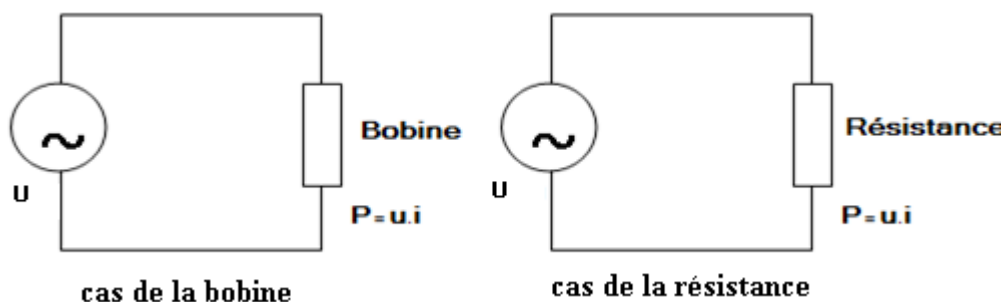 Bobine
U
P=u.i
cas de la bobine
Résistance
U
P=u.i
cas de la résistance